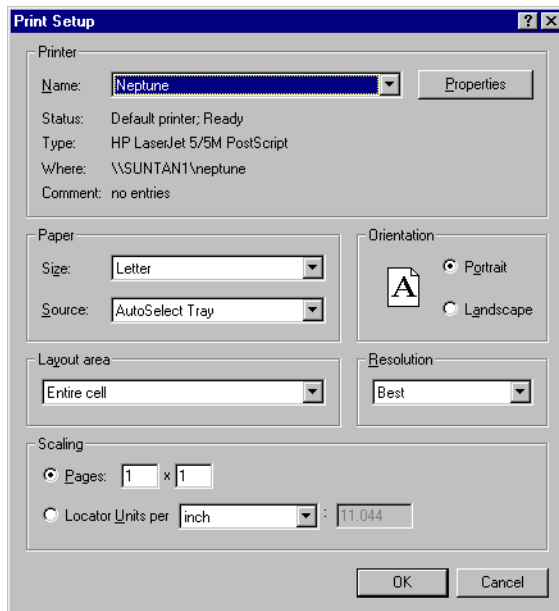 Print Setup
Printer
Name: Neptune Properties
Status: Default printer; Ready
Type: HP LaserJet 5/5M PostScript
Where: \\SUNTAN1\neptune
Comment: no entries
Paper
Size: Letter
Source: AutoSelect Tray
Orientation
A
Portrait
Landscape
Layout area
Entire cell
Resolution
Best
Scaling
Pages: 1 x 1
Locator Units per inch : 11.044
OK Cancel